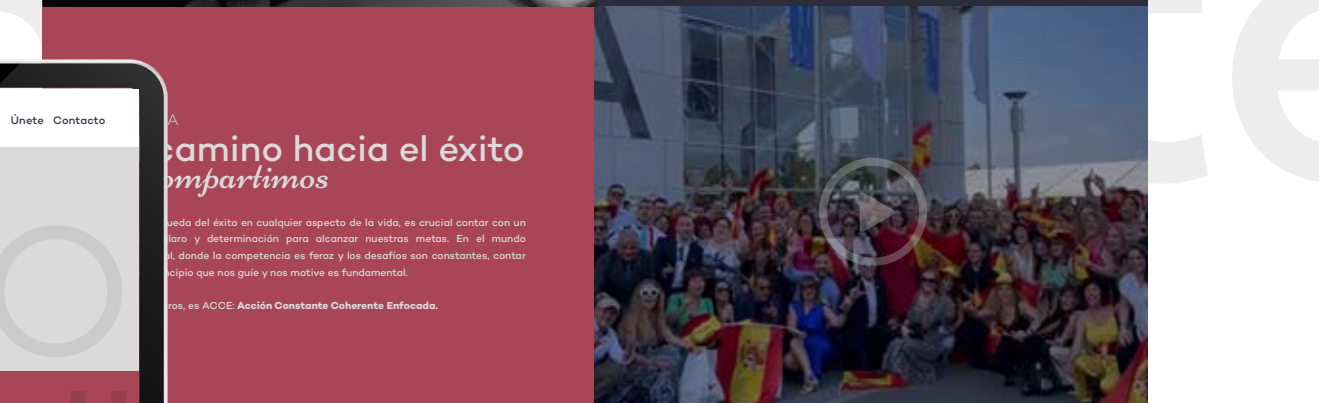 Únete Contacto
A
camino hacia el éxito
ompartimos
ueda del éxito en cualquier aspecto de la vida, es crucial contar con un
laro y determinación para alcanzar nuestras metas. En el mundo
al, donde la competencia es feroz y los desafíos son constantes, contar
ncipio que nos guíe y nos motive es fundamental.
ros, es ACCE: Acción Constante Coherente Enfocada.
A
te